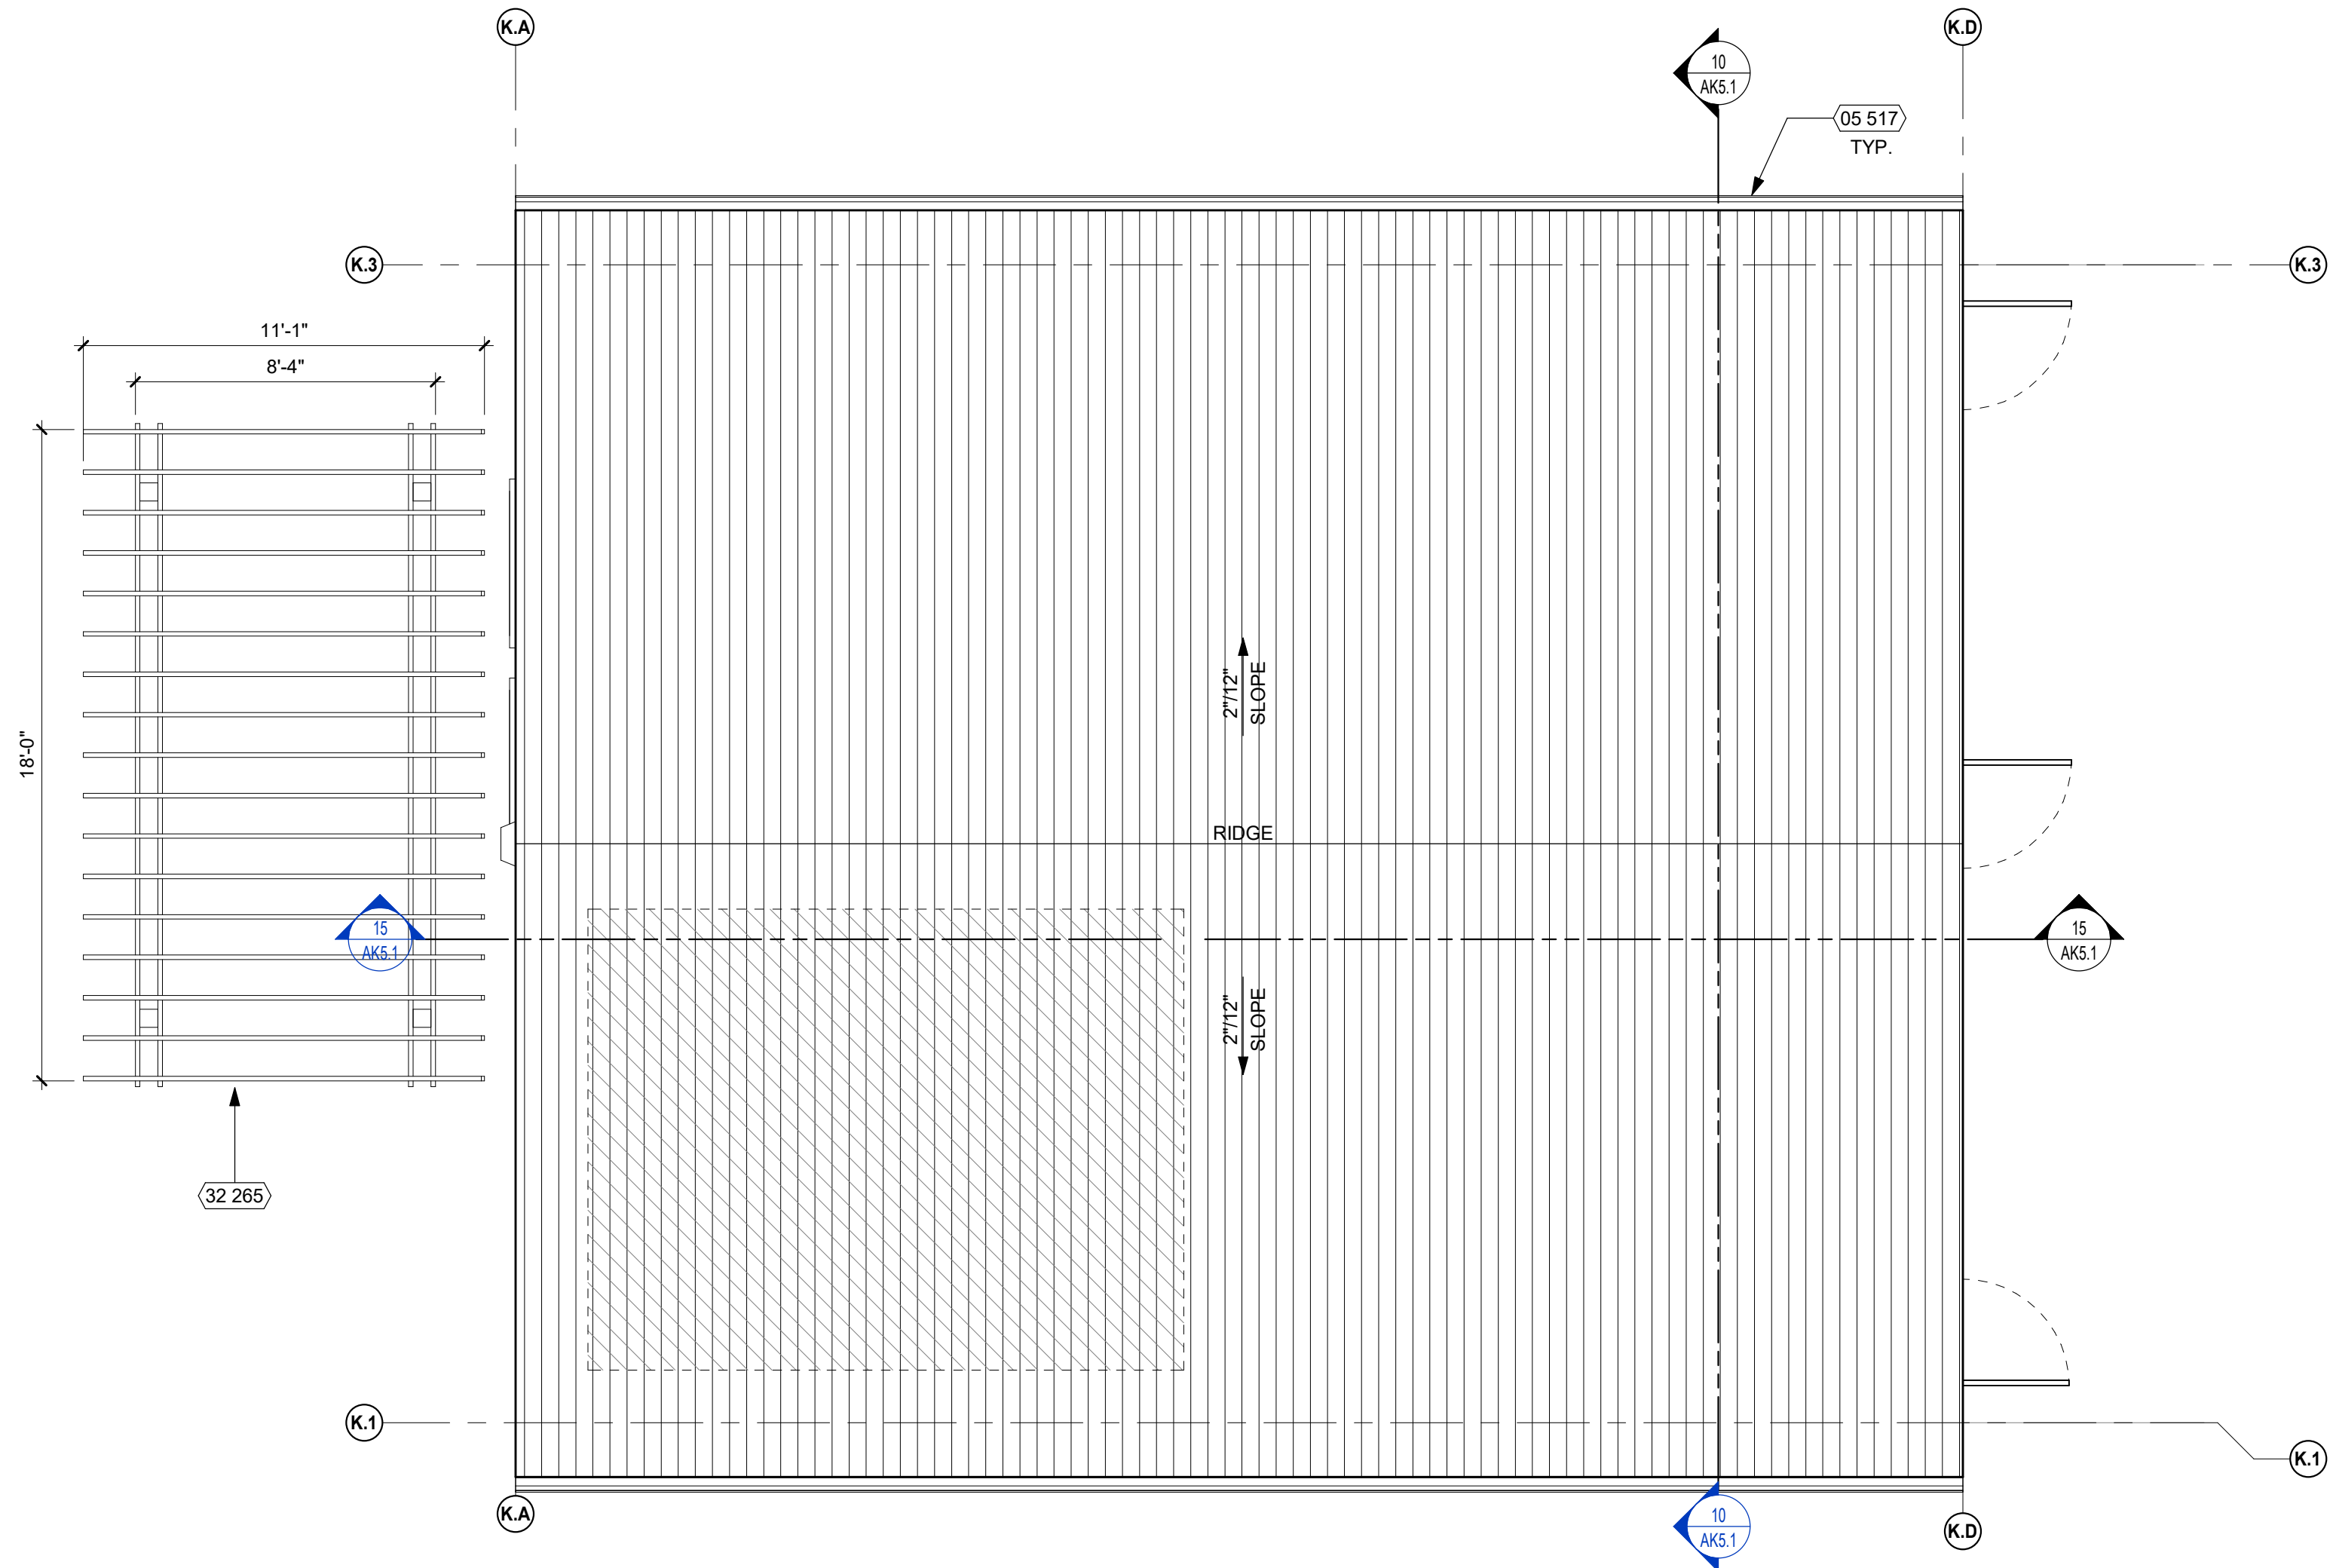 K.A
K.D
10
AK5.1
05 517
TYP.
K.3
K.3
11'-1"
8'-4"
18'-0"
2"/12"
SLOPE
RIDGE
15
AK5.1
15
AK5.1
2"/12"
SLOPE
32 265
K.1
K.1
K.A
10
AK5.1
K.D